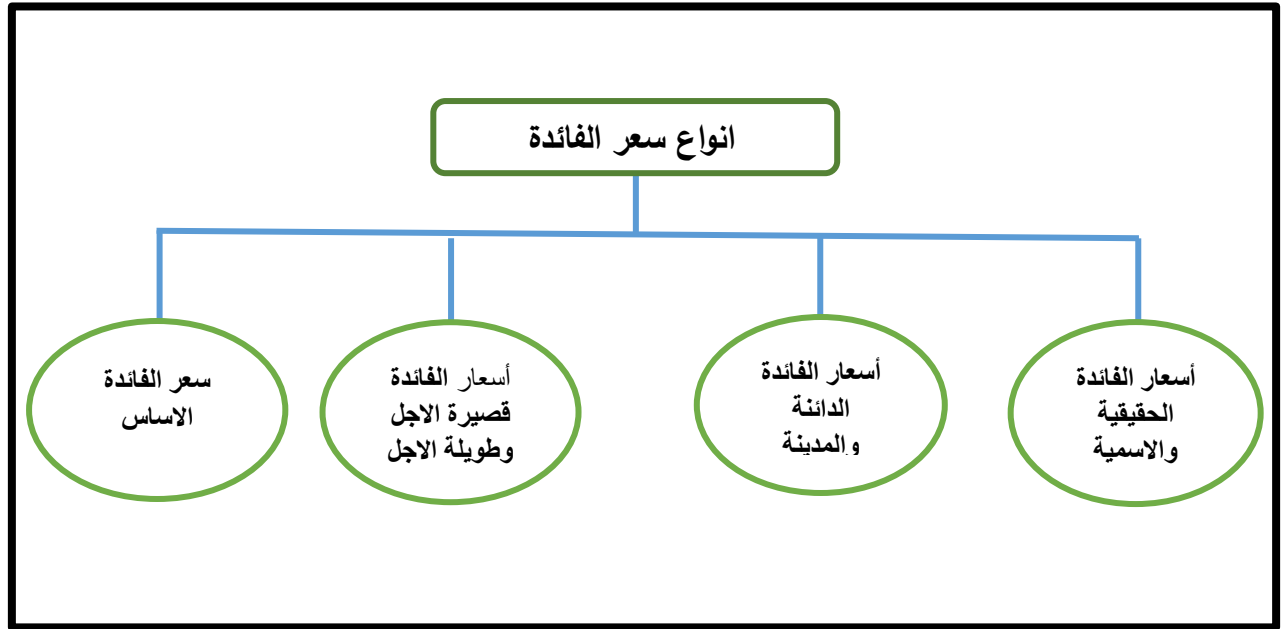 انواع سعر الفائدة
أسعار الفائدة
الحقيقية
والاسمية
أسعار الفائدة
الدائنة
والمدينة
أسعار الفائدة
قصيرة الاجل
وطويلة الاجل
سعر الفائدة
الاساس